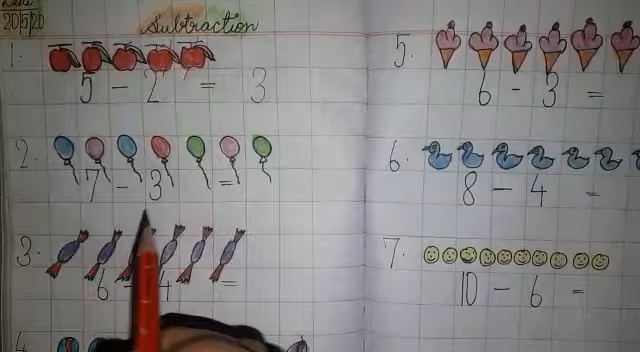 Date
20/5/20
Subtraction
1.
5 - 2 = 3
2.
7 - 3 =
3.
6 - 4 =
4.
5.
6 - 3 =
6.
8 - 4 =
7.
10 - 6 =